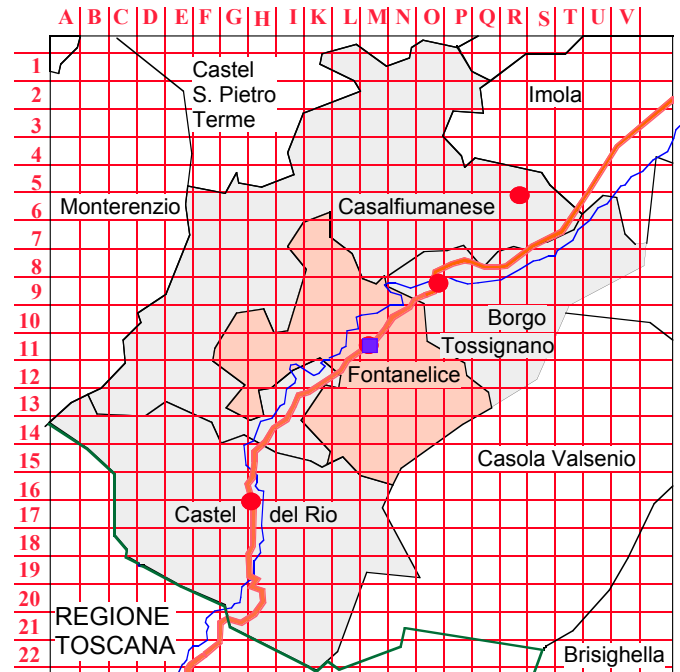 A B C D E F G H I K L M N O P Q R S T U V
1
Castel
S. Pietro
Terme
2
Imola
3
4
5
6
Monterenzio
Casalfiumanese
7
8
9
10
Borgo
Tossignano
11
Fontanelice
12
13
14
15
Casola Valsenio
16
Castel del Rio
17
18
19
20
REGIONE
TOSCANA
21
Brisighella
22